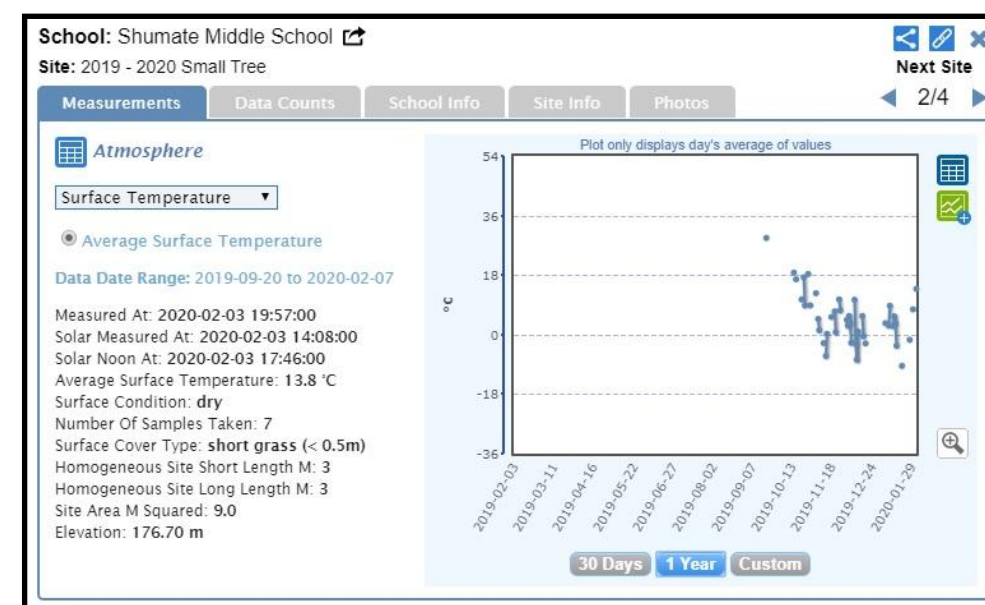 School: Shumate Middle School
Site: 2019 - 2020 Small Tree
Next Site
2/4
Measurements
Data Counts
School Info
Site Info
Photos
Atmosphere
Surface Temperature
Average Surface Temperature
Data Date Range: 2019-09-20 to 2020-02-07
Measured At: 2020-02-03 19:57:00
Solar Measured At: 2020-02-03 14:08:00
Solar Noon At: 2020-02-03 17:46:00
Average Surface Temperature: 13.8 °C
Surface Condition: dry
Number Of Samples Taken: 7
Surface Cover Type: short grass (< 0.5m)
Homogeneous Site Short Length M: 3
Homogeneous Site Long Length M: 3
Site Area M Squared: 9.0
Elevation: 176.70 m
Plot only displays day's average of values
54
36
18
0
-18
-36
°C
2019-02-03
2019-03-11
2019-04-16
2019-05-22
2019-06-27
2019-08-02
2019-09-07
2019-10-13
2019-11-18
2019-12-24
2020-01-29
30 Days
1 Year
Custom